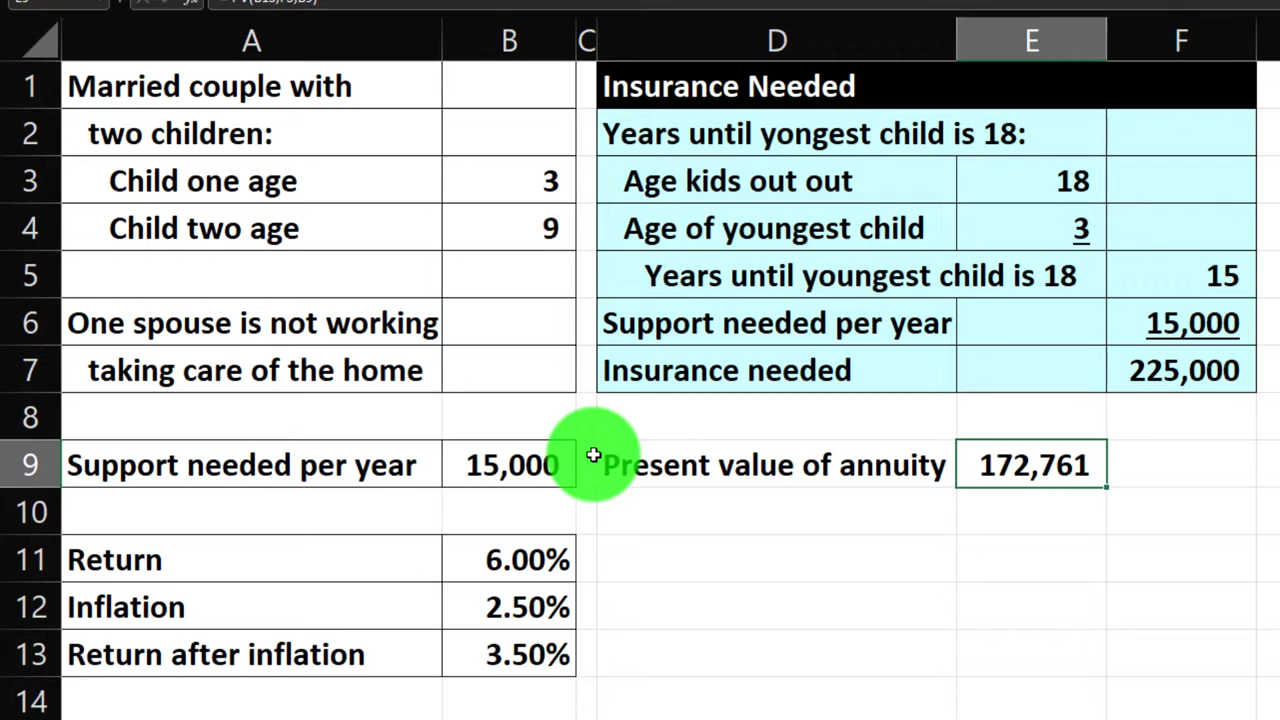 A B C D E F
1 Married couple with Insurance Needed
2 two children: Years until yongest child is 18:
3 Child one age 3 Age kids out out 18
4 Child two age 9 Age of youngest child 3
5 Years until youngest child is 18 15
6 One spouse is not working Support needed per year 15,000
7 taking care of the home Insurance needed 225,000
8
9 Support needed per year 15,000 Present value of annuity 172,761
10
11 Return 6.00%
12 Inflation 2.50%
13 Return after inflation 3.50%
14